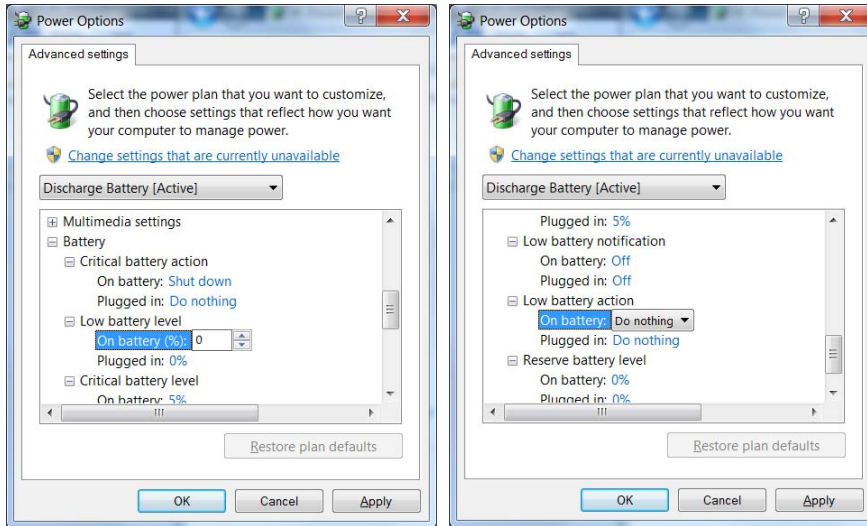 Power Options
Advanced settings
Select the power plan that you want to customize,
and then choose settings that reflect how you want
your computer to manage power.
Change settings that are currently unavailable
Discharge Battery [Active]
Multimedia settings
Battery
Critical battery action
On battery: Shut down
Plugged in: Do nothing
Low battery level
On battery (%): 0
Plugged in: 0%
Critical battery level
On battery: 5%
Restore plan defaults
OK Cancel Apply
Power Options
Advanced settings
Select the power plan that you want to customize,
and then choose settings that reflect how you want
your computer to manage power.
Change settings that are currently unavailable
Discharge Battery [Active]
Plugged in: 5%
Low battery notification
On battery: Off
Plugged in: Off
Low battery action
On battery: Do nothing
Plugged in: Do nothing
Reserve battery level
On battery: 0%
Plugged in: 0%
Restore plan defaults
OK Cancel Apply